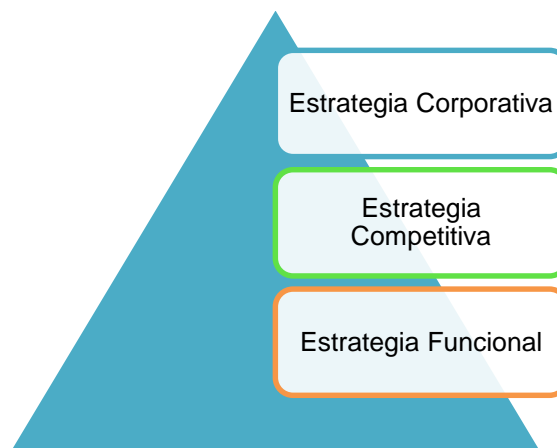 Estrategia Corporativa
Estrategia
Competitiva
Estrategia Funcional